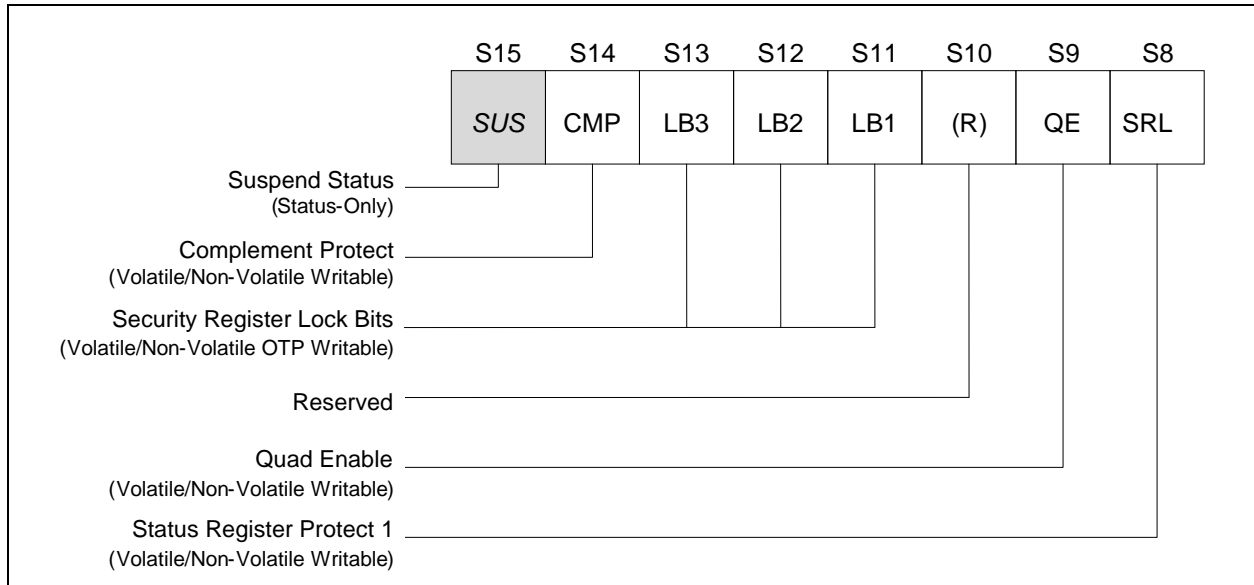 S15 S14 S13 S12 S11 S10 S9 S8
SUS CMP LB3 LB2 LB1 (R) QE SRL
Suspend Status
(Status-Only)
Complement Protect
(Volatile/Non-Volatile Writable)
Security Register Lock Bits
(Volatile/Non-Volatile OTP Writable)
Reserved
Quad Enable
(Volatile/Non-Volatile Writable)
Status Register Protect 1
(Volatile/Non-Volatile Writable)